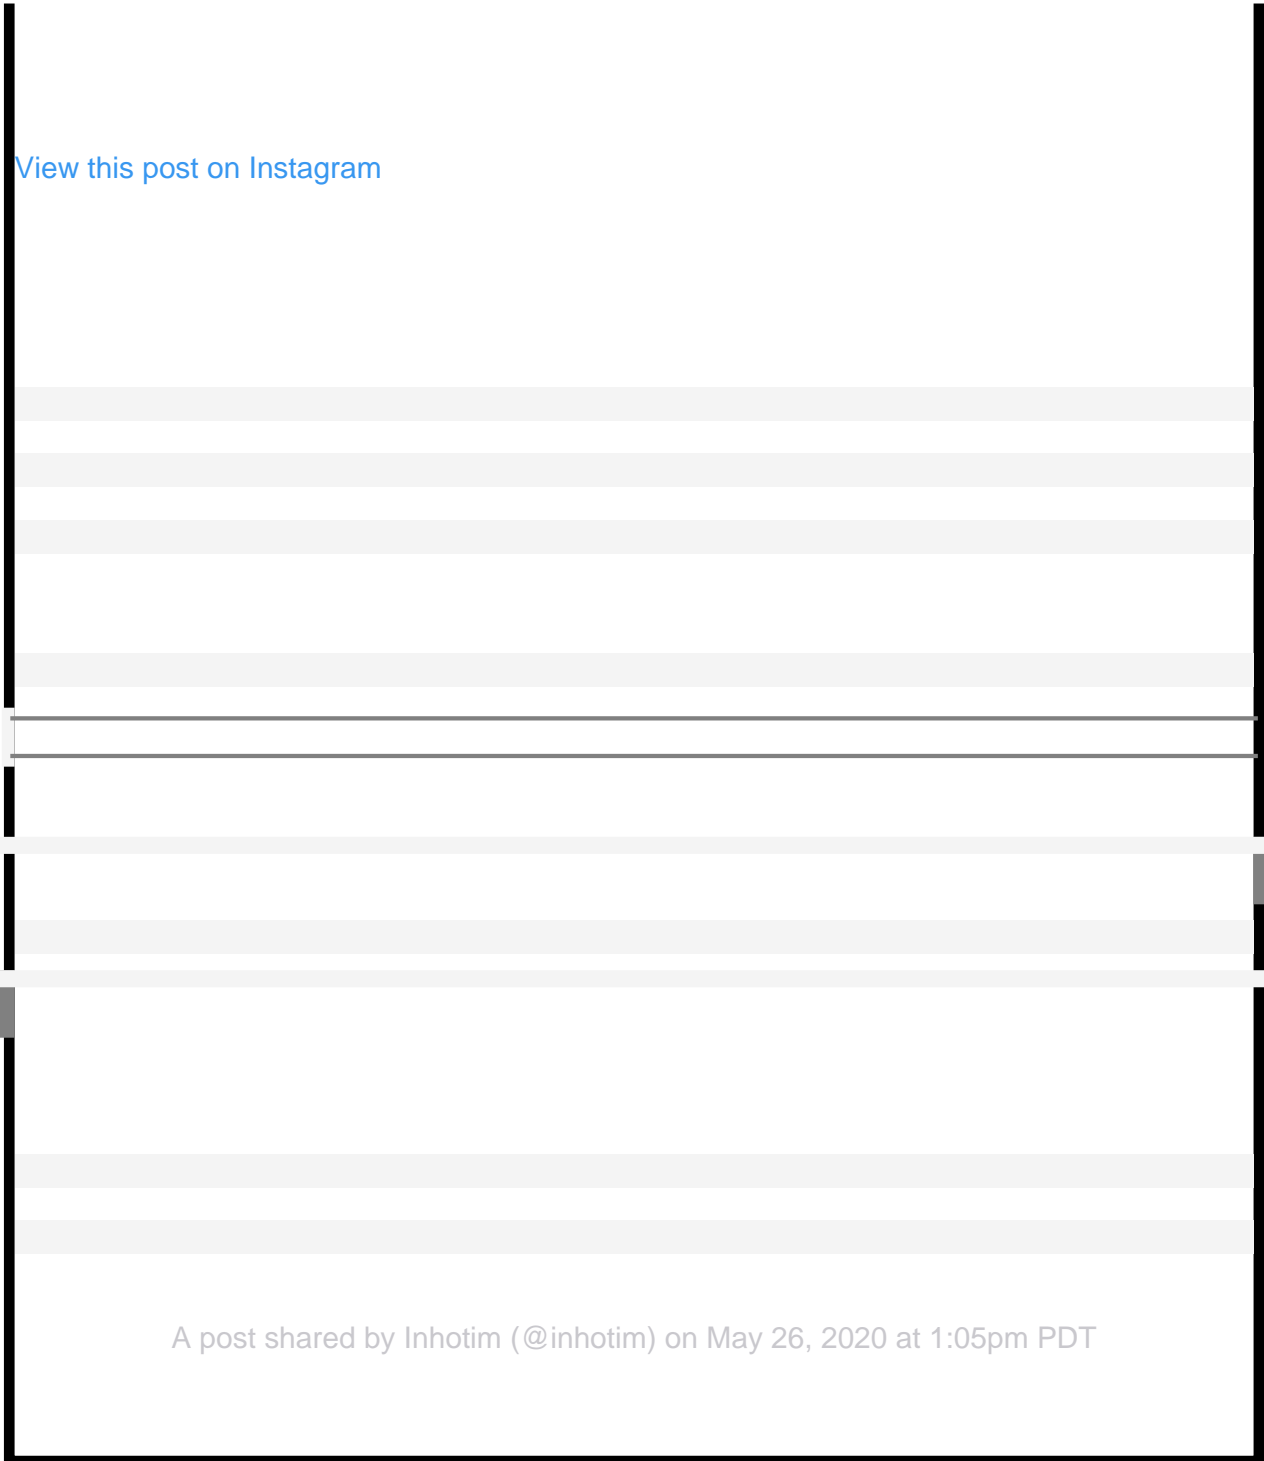 View this post on Instagram
A post shared by Inhotim (@inhotim) on May 26, 2020 at 1:05pm PDT